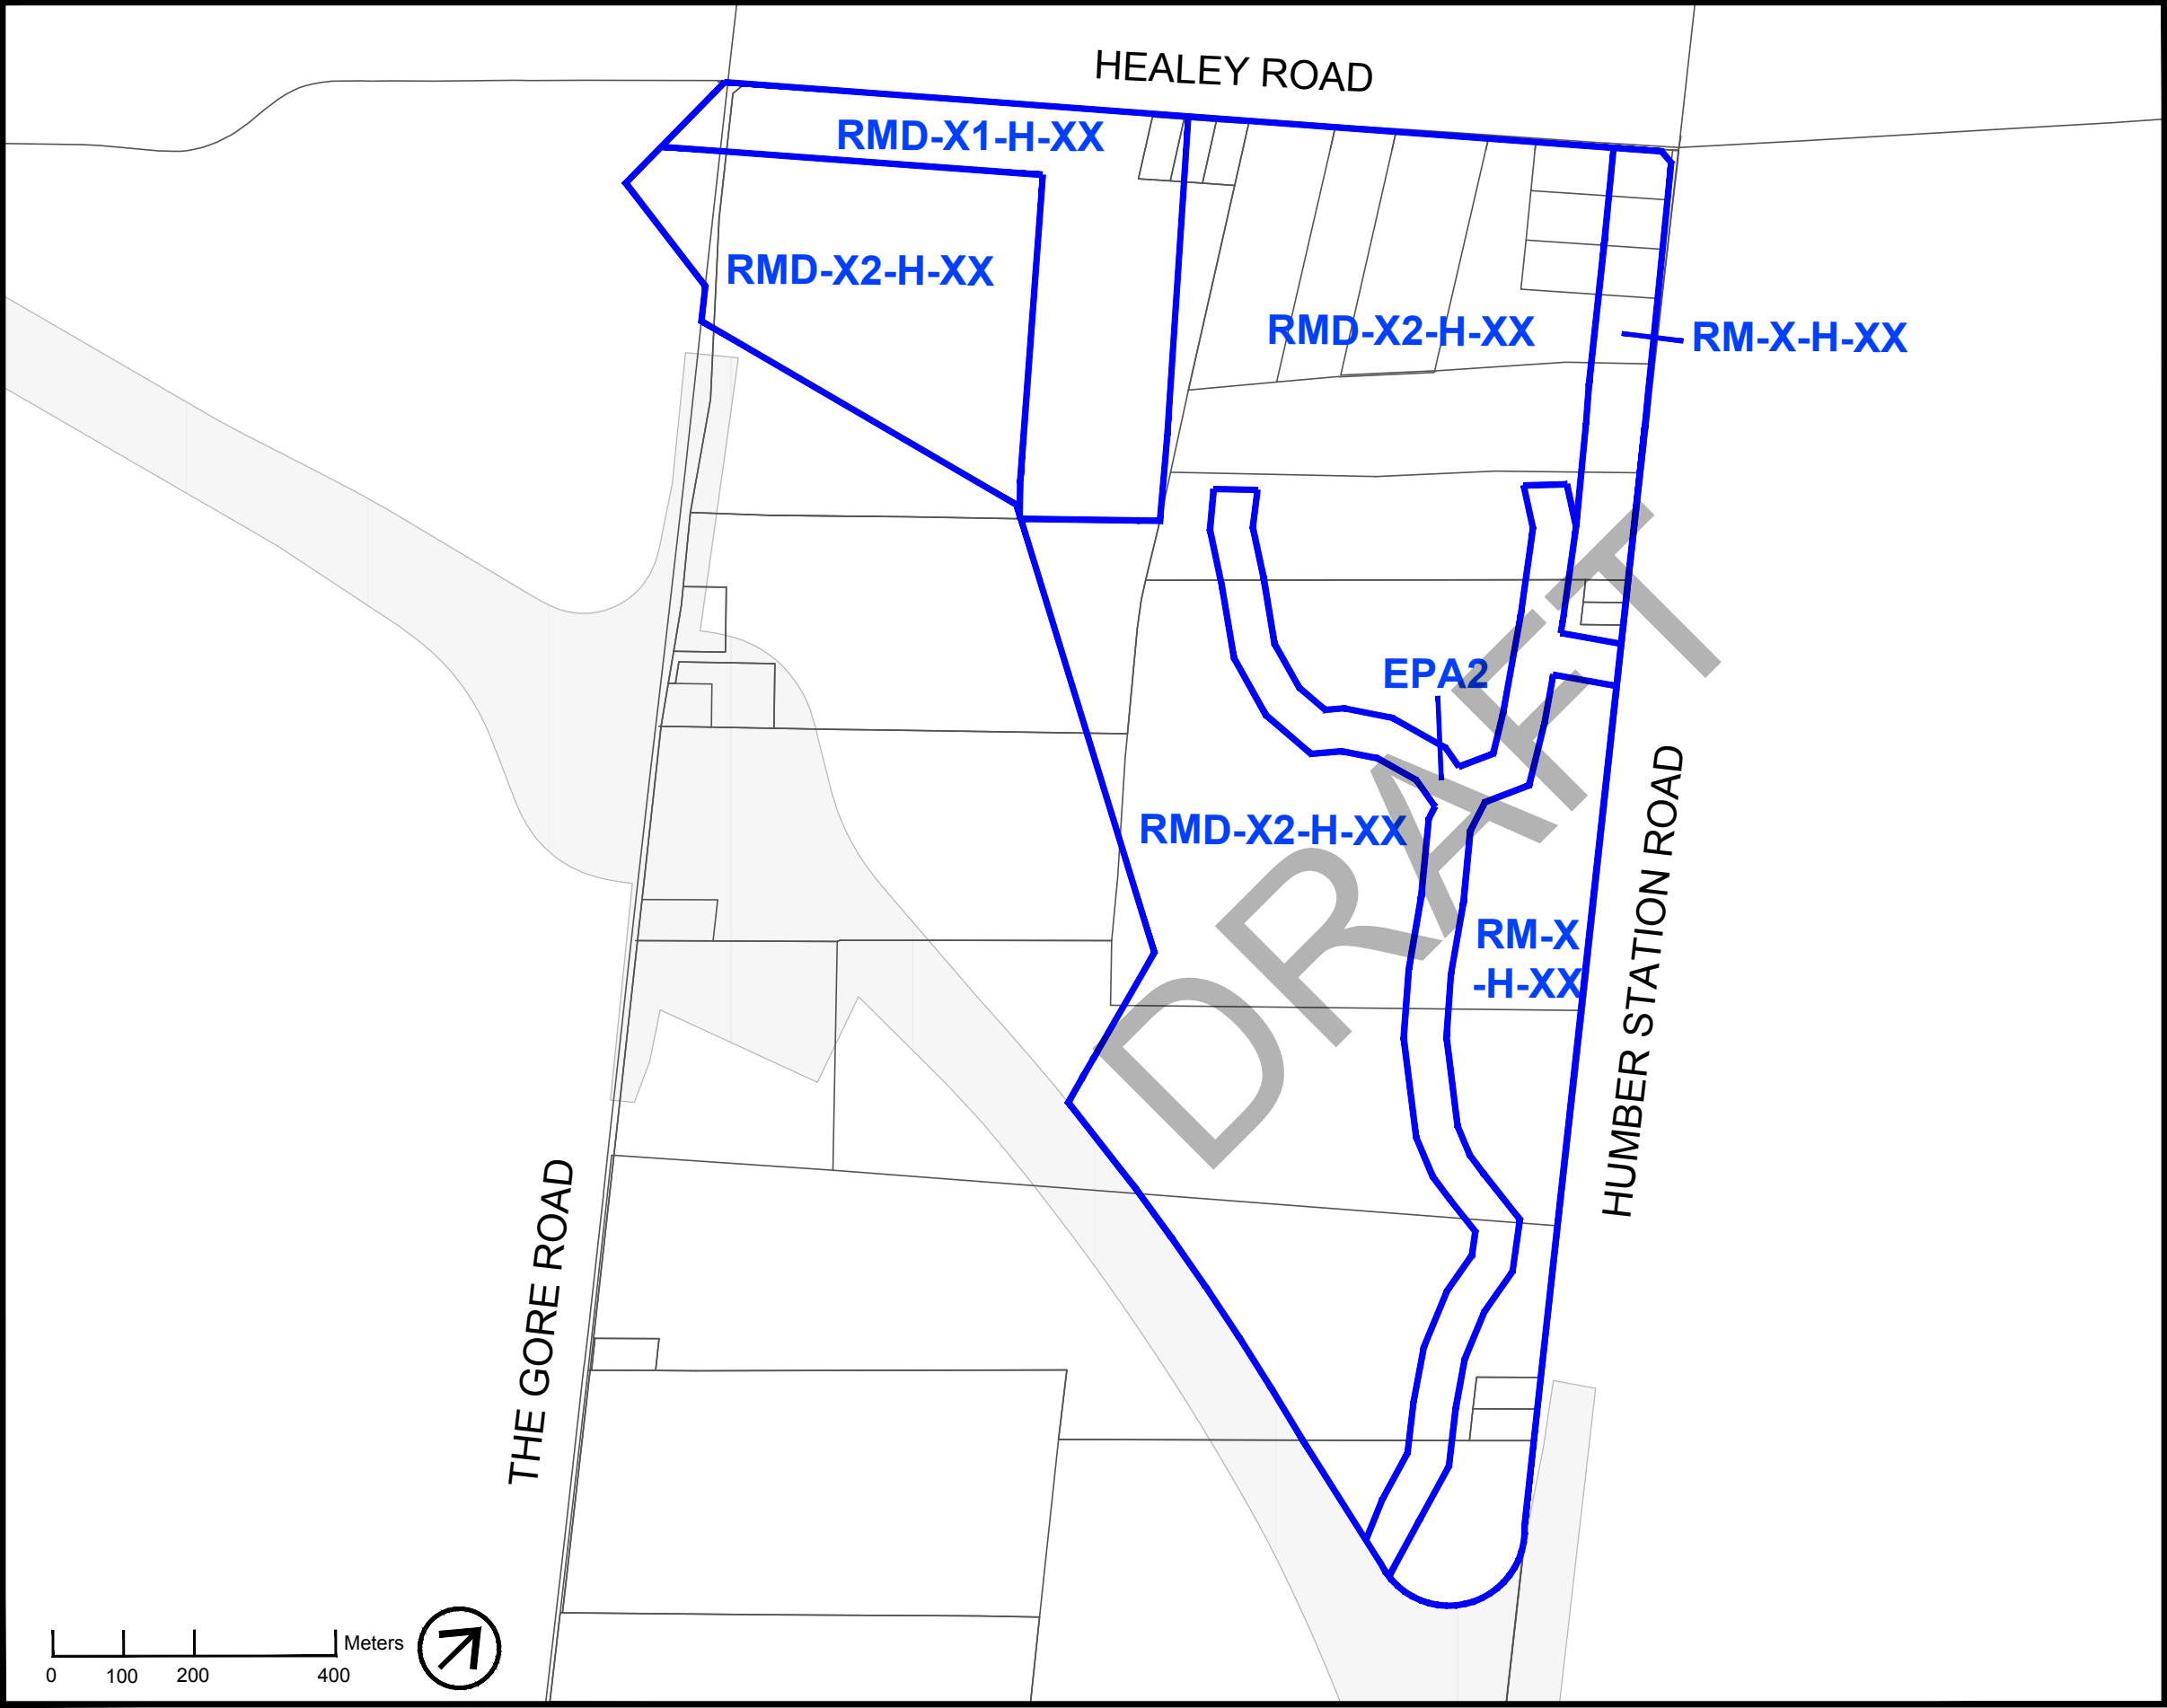 HEALEY ROAD
RMD-X1-H-XX
RMD-X2-H-XX
RMD-X2-H-XX
RM-X-H-XX
EPA2
RMD-X2-H-XX
RM-X
-H-XX
DRAFT
HUMBER STATION ROAD
THE GORE ROAD
Meters
0 100 200 400